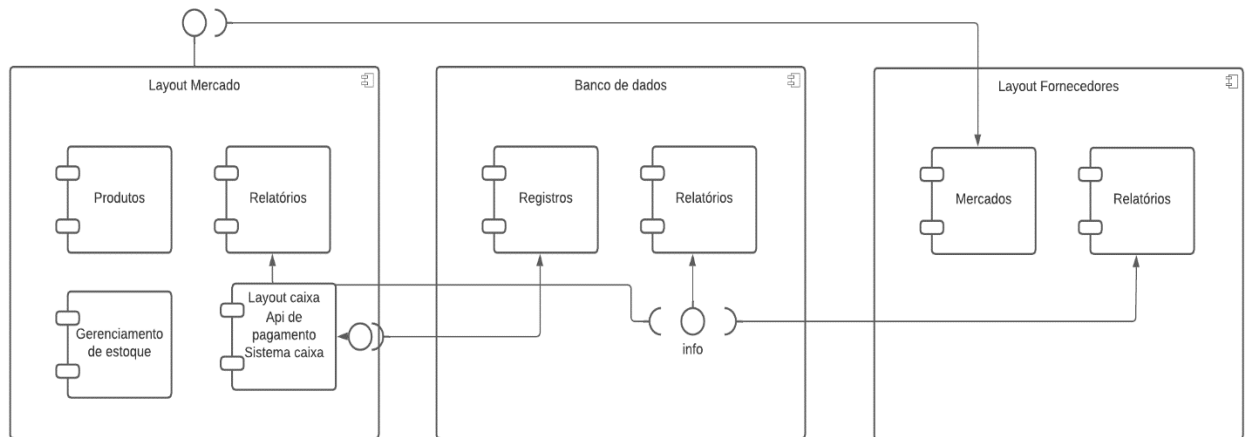 Layout Mercado
Produtos
Relatórios
Gerenciamento
de estoque
Layout caixa
Api de
pagamento
Sistema caixa
Banco de dados
Registros
Relatórios
info
Layout Fornecedores
Mercados
Relatórios